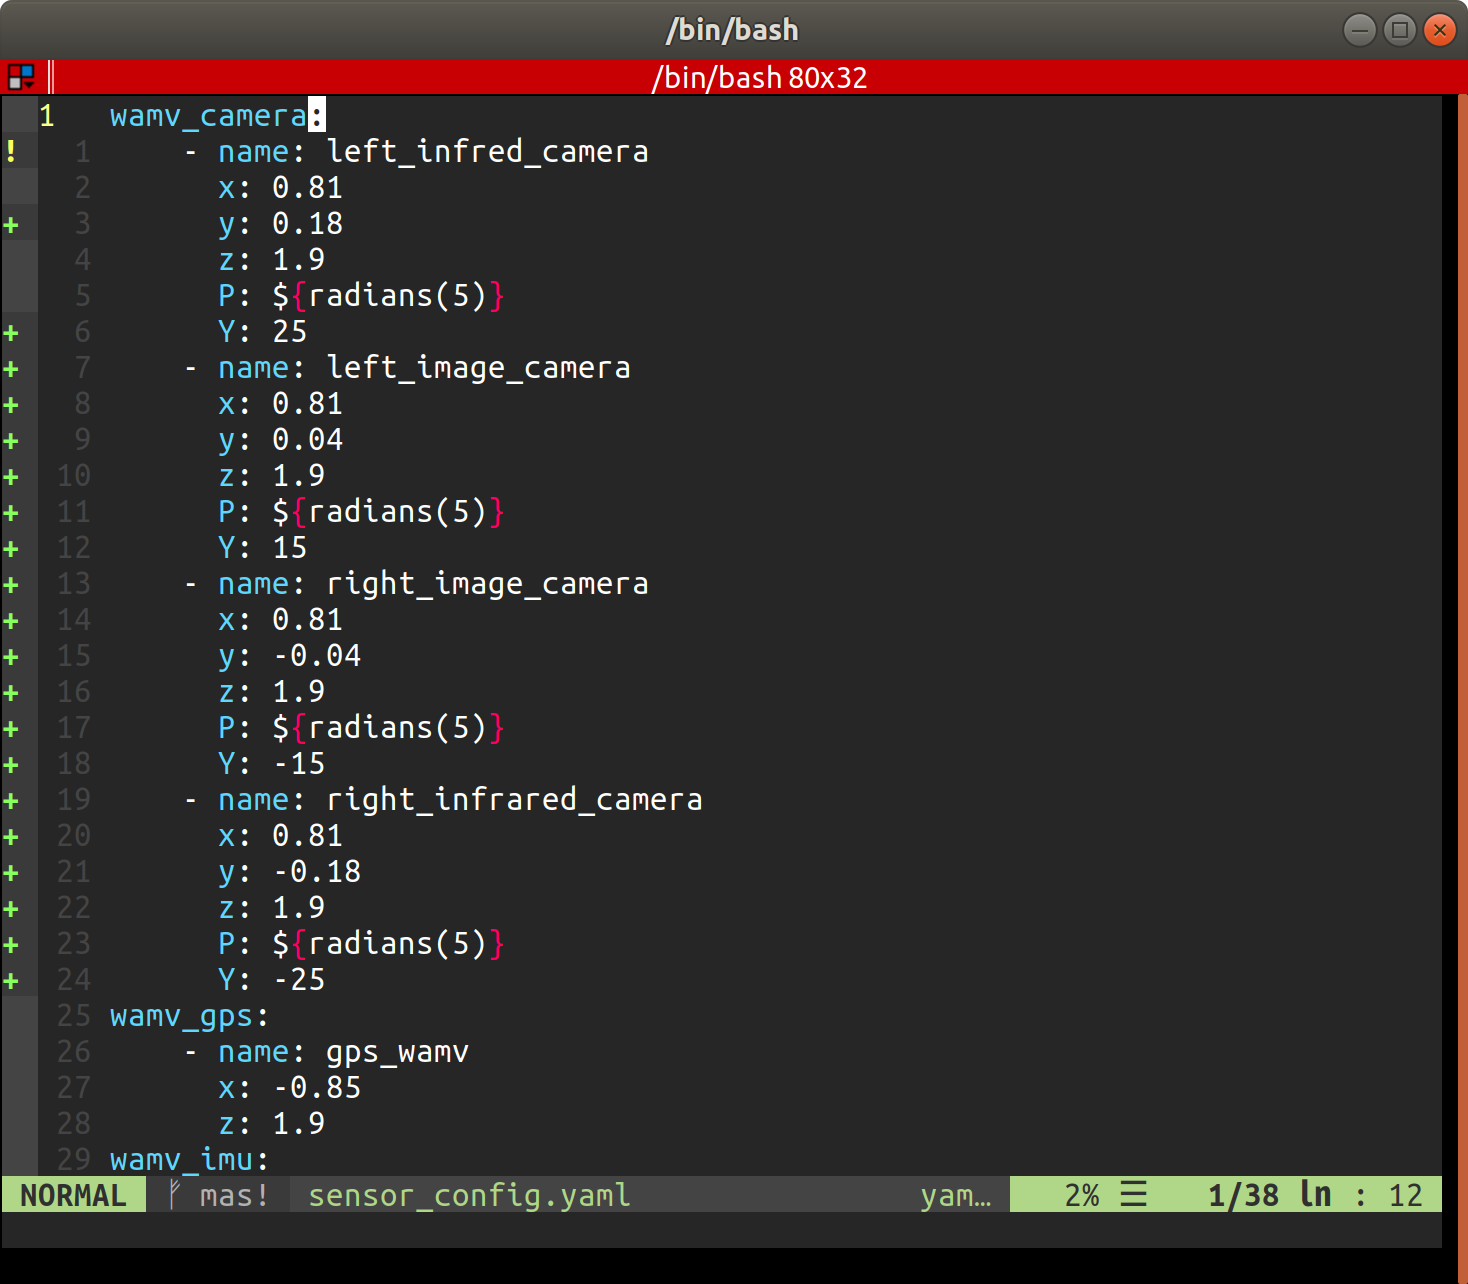 /bin/bash
/bin/bash 80x32
1 wamv_camera:
! 1 - name: left_infred_camera
2 x: 0.81
+ 3 y: 0.18
4 z: 1.9
5 P: ${radians(5)}
+ 6 Y: 25
+ 7 - name: left_image_camera
+ 8 x: 0.81
+ 9 y: 0.04
+ 10 z: 1.9
+ 11 P: ${radians(5)}
+ 12 Y: 15
+ 13 - name: right_image_camera
+ 14 x: 0.81
+ 15 y: -0.04
+ 16 z: 1.9
+ 17 P: ${radians(5)}
+ 18 Y: -15
+ 19 - name: right_infrared_camera
+ 20 x: 0.81
+ 21 y: -0.18
+ 22 z: 1.9
+ 23 P: ${radians(5)}
+ 24 Y: -25
25 wamv_gps:
26 - name: gps_wamv
27 x: -0.85
28 z: 1.9
29 wamv_imu:
NORMAL ᚠ mas! sensor_config.yaml yam… 2% ☰ 1/38 ln : 12